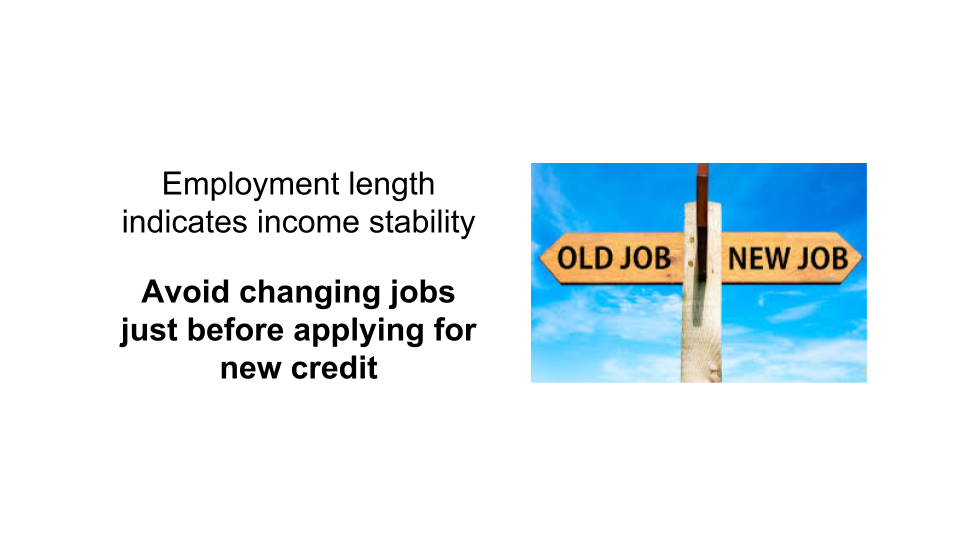 Employment length
indicates income stability
Avoid changing jobs
just before applying for
new credit
OLD JOB
NEW JOB